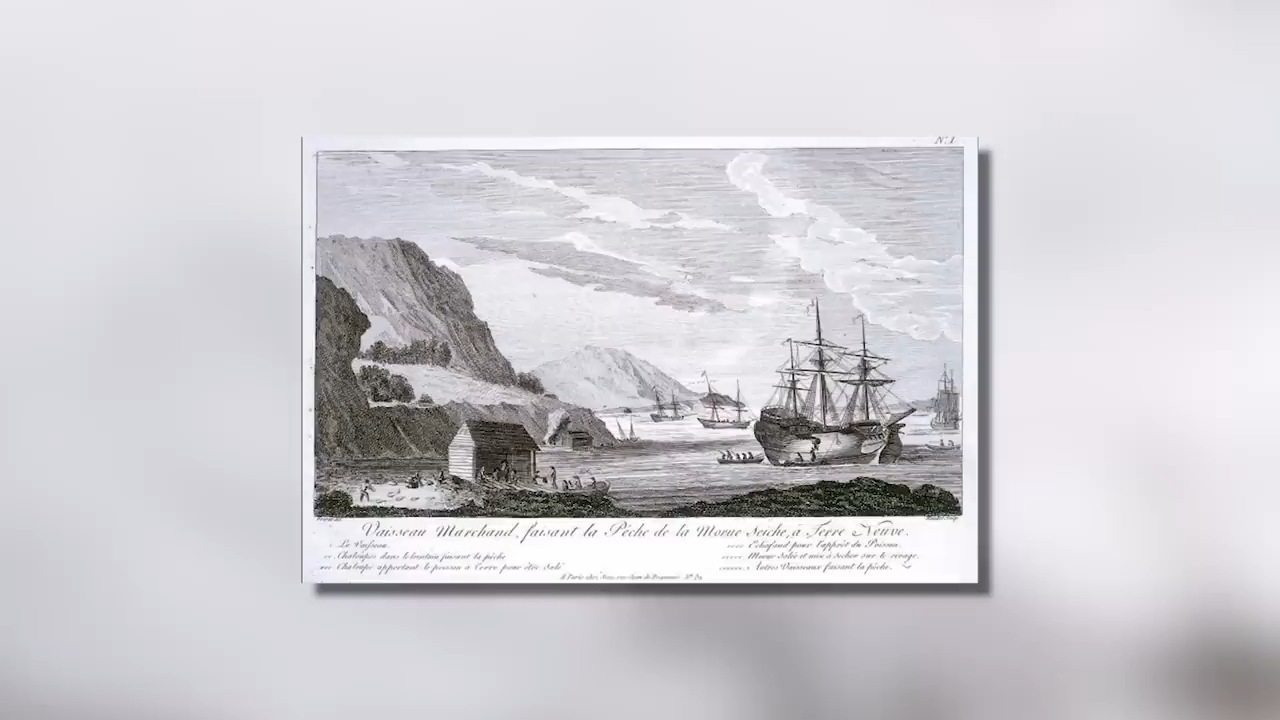 N.º I
Vaisseau Marchand, faisant la Pêche de la Morue Seiche, à Terre Neuve.
Le Vaisseau.
Chaloupes dans le lointain faisant la pêche
Chaloupe apportant le poisson à terre pour être Salé
Echafaud pour l'apprêt du Poisson.
Morue Salée et mise à Secher sur le rivage.
Autres Vaisseaux faisant la pêche.
A Paris chez